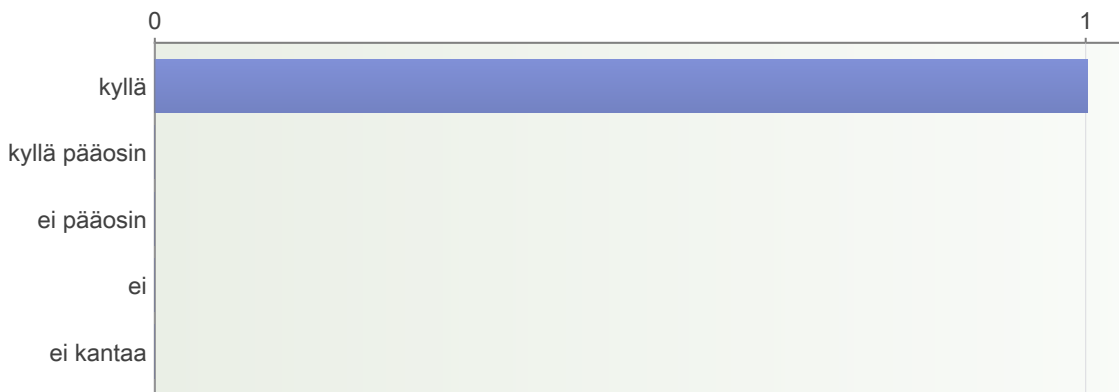 0 1
kyllä
kyllä pääosin
ei pääosin
ei
ei kantaa